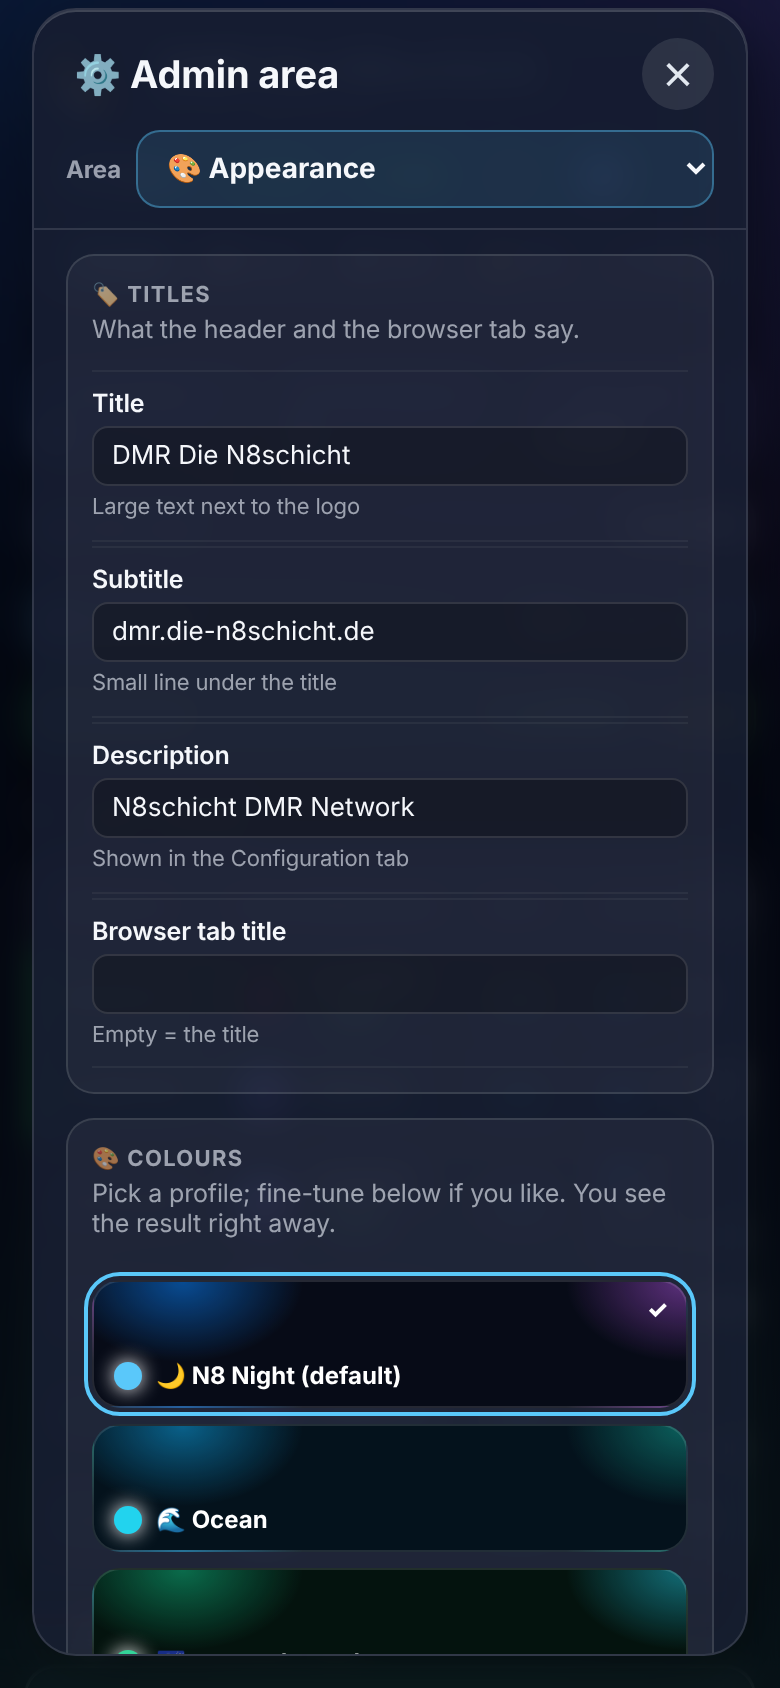 ⚙️ Admin area
Area
🎨 Appearance
🏷️ TITLES
What the header and the browser tab say.
Title
DMR Die N8schicht
Large text next to the logo
Subtitle
dmr.die-n8schicht.de
Small line under the title
Description
N8schicht DMR Network
Shown in the Configuration tab
Browser tab title
Empty = the title
🎨 COLOURS
Pick a profile; fine-tune below if you like. You see
the result right away.
🌙 N8 Night (default)
🌊 Ocean